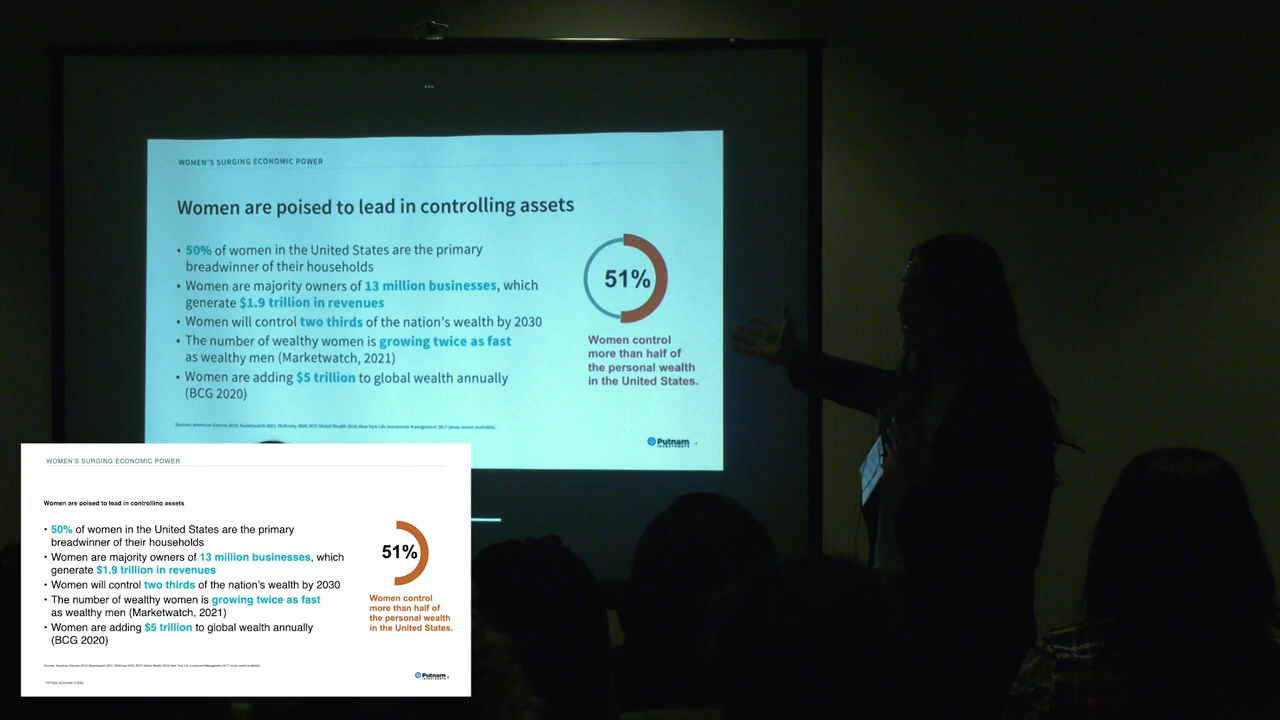 WOMEN'S SURGING ECONOMIC POWER
Women are poised to lead in controlling assets
• 50% of women in the United States are the primary
breadwinner of their households
• Women are majority owners of 13 million businesses, which
generate $1.9 trillion in revenues
• Women will control two thirds of the nation's wealth by 2030
• The number of wealthy women is growing twice as fast
as wealthy men (Marketwatch, 2021)
• Women are adding $5 trillion to global wealth annually
(BCG 2020)
51%
Women control
more than half of
the personal wealth
in the United States.
Putnam
INVESTMENTS
WOMEN'S SURGING ECONOMIC POWER
Women are poised to lead in controlling assets
• 50% of women in the United States are the primary
breadwinner of their households
• Women are majority owners of 13 million businesses, which
generate $1.9 trillion in revenues
• Women will control two thirds of the nation's wealth by 2030
• The number of wealthy women is growing twice as fast
as wealthy men (Marketwatch, 2021)
• Women are adding $5 trillion to global wealth annually
(BCG 2020)
51%
Women control
more than half of
the personal wealth
in the United States.
Putnam
INVESTMENTS